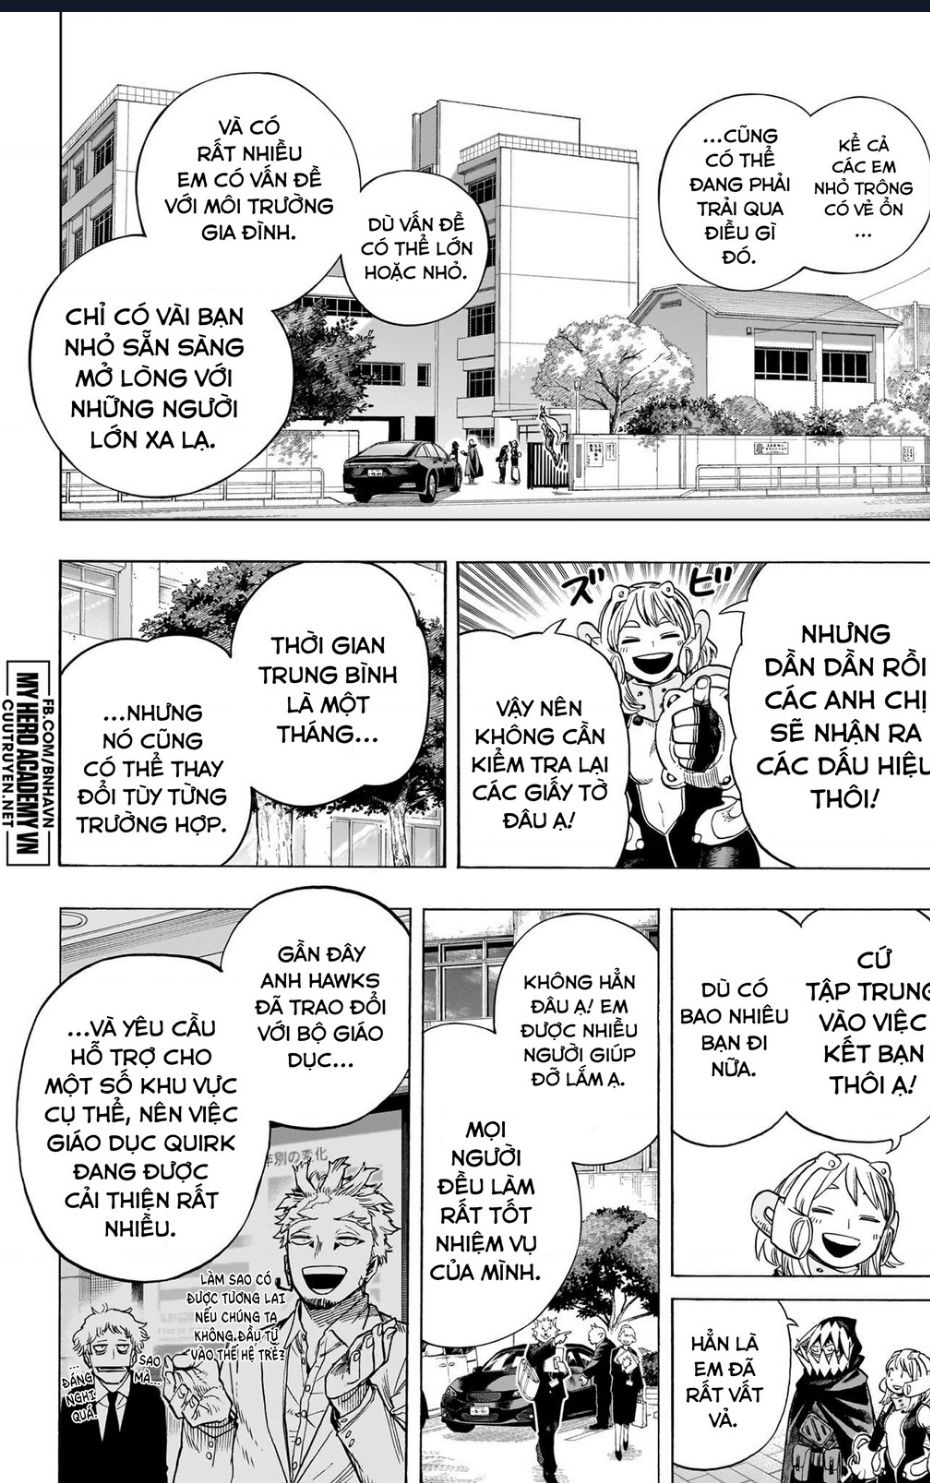 KỂ CẢ
CÁC EM
NHỎ TRÔNG
CÓ VẺ ỔN
...
...CŨNG
CÓ THỂ
ĐANG PHẢI
TRẢI QUA
ĐIỀU GÌ
ĐÓ.
DÙ VẤN ĐỀ
CÓ THỂ LỚN
HOẶC NHỎ.
VÀ CÓ
RẤT NHIỀU
EM CÓ VẤN ĐỀ
VỚI MÔI TRƯỜNG
GIA ĐÌNH.
CHỈ CÓ VÀI BẠN
NHỎ SẴN SÀNG
MỞ LÒNG VỚI
NHỮNG NGƯỜI
LỚN XA LẠ.
NHƯNG
DẦN DẦN RỒI
CÁC ANH CHỊ
SẼ NHẬN RA
CÁC DẤU HIỆU
THÔI!
ズビ
VẬY NÊN
KHÔNG CẦN
KIỂM TRA LẠI
CÁC GIẤY TỜ
ĐÂU Ạ!
THỜI GIAN
TRUNG BÌNH
LÀ MỘT
THÁNG...
...NHƯNG
NÓ CŨNG
CÓ THỂ THAY
ĐỔI TÙY TỪNG
TRƯỜNG HỢP.
FB.COM/BNHAVN
MY HERO ACADEMY VN
CUUTRUYEN.NET
CỨ
TẬP TRUNG
VÀO VIỆC
KẾT BẠN
THÔI Ạ!
DÙ CÓ
BAO NHIÊU
BẠN ĐI
NỮA.
HẲN LÀ
EM ĐÃ
RẤT VẤT
VẢ.
KHÔNG HẲN
ĐÂU Ạ! EM
ĐƯỢC NHIỀU
NGƯỜI GIÚP
ĐỠ LẮM Ạ.
MỌI
NGƯỜI
ĐỀU LÀM
RẤT TỐT
NHIỆM VỤ
CỦA MÌNH.
GẦN ĐÂY
ANH HAWKS
ĐÃ TRAO ĐỔI
VỚI BỘ GIÁO
DỤC...
...VÀ YÊU CẦU
HỖ TRỢ CHO
MỘT SỐ KHU VỰC
CỤ THỂ, NÊN VIỆC
GIÁO DỤC QUIRK
ĐANG ĐƯỢC
CẢI THIỆN RẤT
NHIỀU.
年別の変化
LÀM SAO CÓ
ĐƯỢC TƯƠNG LAI
NẾU CHÚNG TA
KHÔNG ĐẦU TƯ
VÀO THẾ HỆ TRẺ?
SAO
MÀ...
...
ĐÁNG
NGHI
QUÁ!